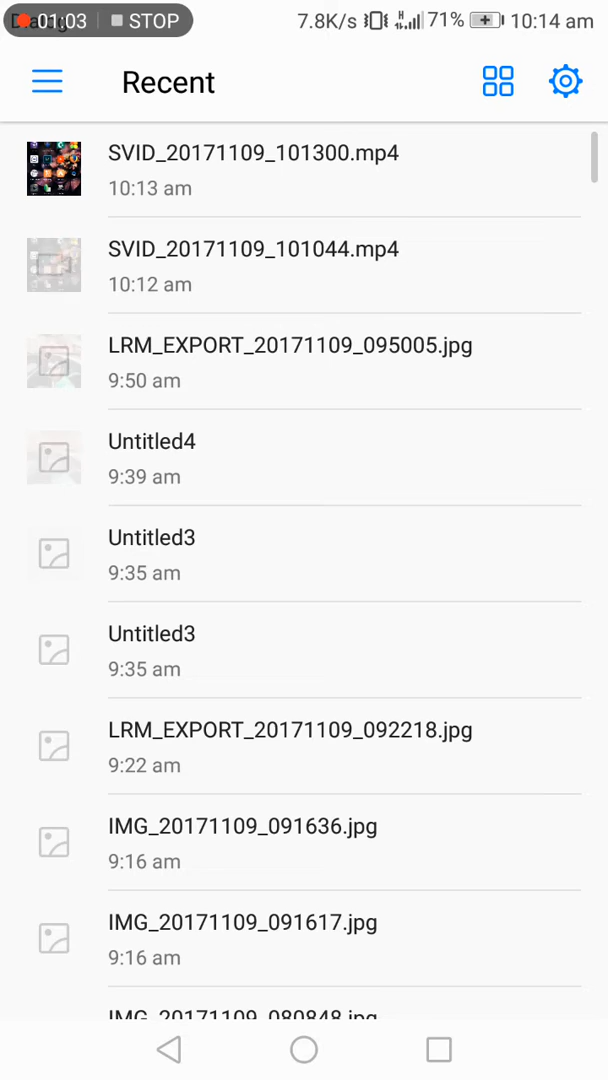 01:03 STOP 7.8K/s H 71% 10:14 am
Recent
SVID_20171109_101300.mp4
10:13 am
SVID_20171109_101044.mp4
10:12 am
LRM_EXPORT_20171109_095005.jpg
9:50 am
Untitled4
9:39 am
Untitled3
9:35 am
Untitled3
9:35 am
LRM_EXPORT_20171109_092218.jpg
9:22 am
IMG_20171109_091636.jpg
9:16 am
IMG_20171109_091617.jpg
9:16 am
IMG_20171109_080848.jpg